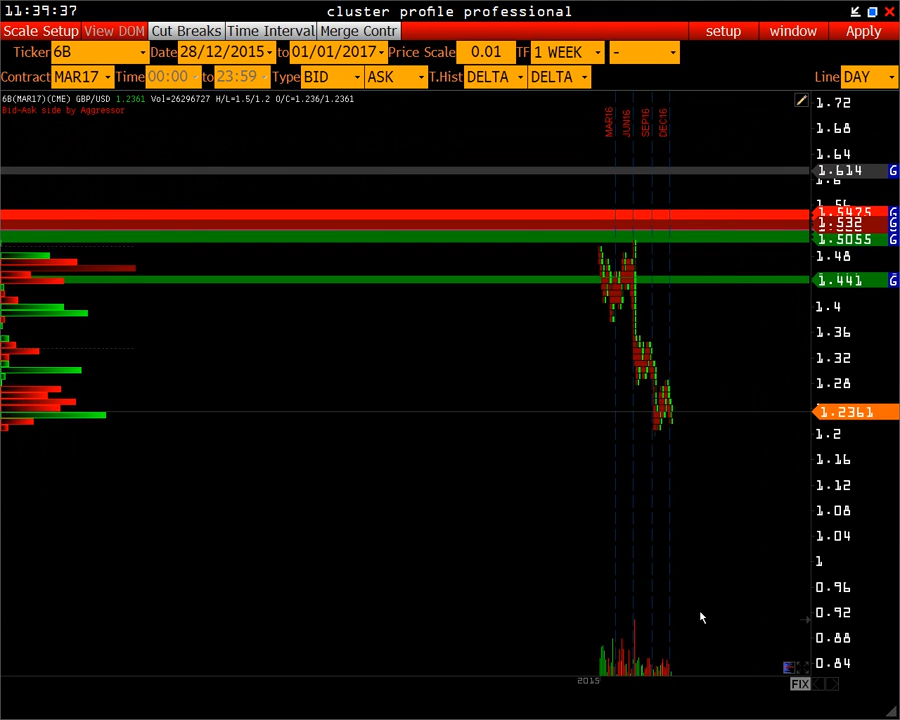 11:39:37 cluster profile professional
Scale Setup View DOM Cut Breaks Time Interval Merge Contr setup window Apply
Ticker 6B Date 28/12/2015 to 01/01/2017 Price Scale 0.01 TF 1 WEEK -
Contract MAR17 Time 00:00 to 23:59 Type BID ASK T.Hist DELTA DELTA Line DAY
6B(MAR17)(CME) GBP/USD 1.2361 Vol=26296727 H/L=1.5/1.2 O/C=1.236/1.2361
Bid-Ask side by Aggressor
MAR16 JUN16 SEP16 DEC16
1.72
1.68
1.64
1.614 G
1.6
1.56
1.5475 G
1.532 G
1.5055 G
1.48
1.441 G
1.4
1.36
1.32
1.28
1.2361
1.2
1.16
1.12
1.08
1.04
1
0.96
0.92
0.88
0.84
2015
FIX